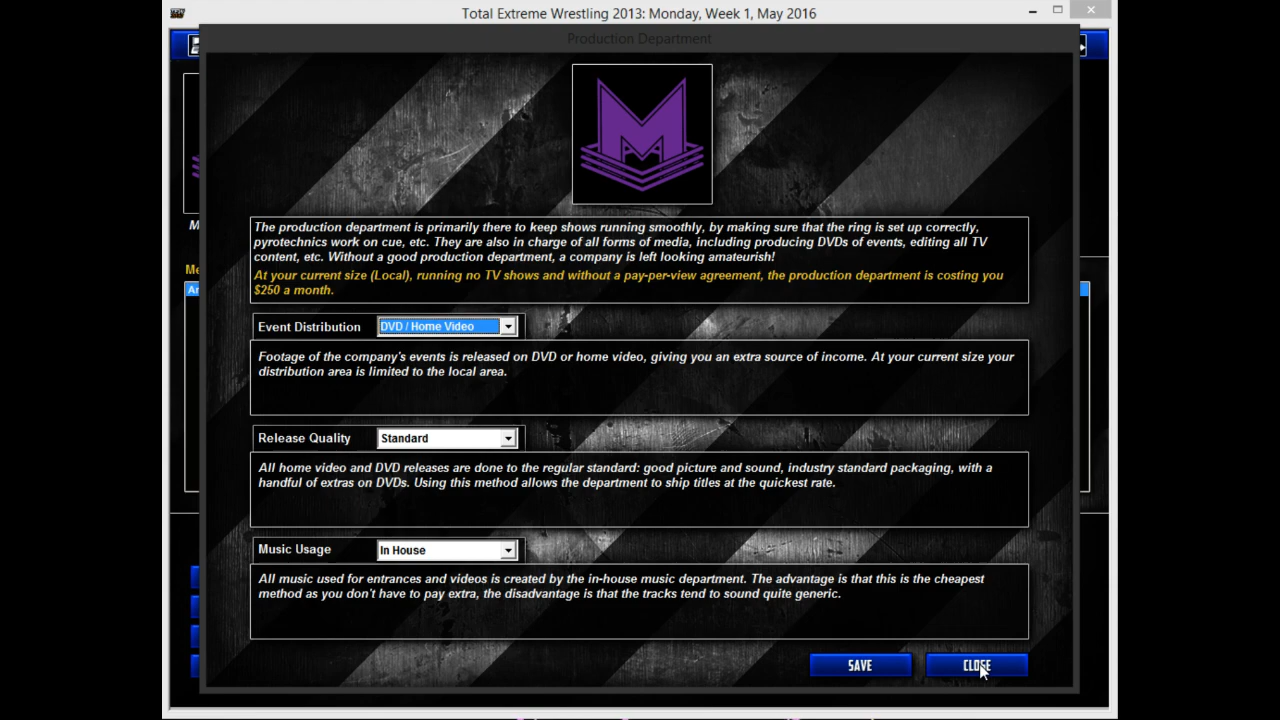 Total Extreme Wrestling 2013: Monday, Week 1, May 2016
Production Department
M
M
Me
Ar
The production department is primarily there to keep shows running smoothly, by making sure that the ring is set up correctly,
pyrotechnics work on cue, etc. They are also in charge of all forms of media, including producing DVDs of events, editing all TV
content, etc. Without a good production department, a company is left looking amateurish!
At your current size (Local), running no TV shows and without a pay-per-view agreement, the production department is costing you
$250 a month.
Event Distribution DVD / Home Video
Footage of the company's events is released on DVD or home video, giving you an extra source of income. At your current size your
distribution area is limited to the local area.
Release Quality Standard
All home video and DVD releases are done to the regular standard: good picture and sound, industry standard packaging, with a
handful of extras on DVDs. Using this method allows the department to ship titles at the quickest rate.
Music Usage In House
All music used for entrances and videos is created by the in-house music department. The advantage is that this is the cheapest
method as you don't have to pay extra, the disadvantage is that the tracks tend to sound quite generic.
SAVE CLOSE